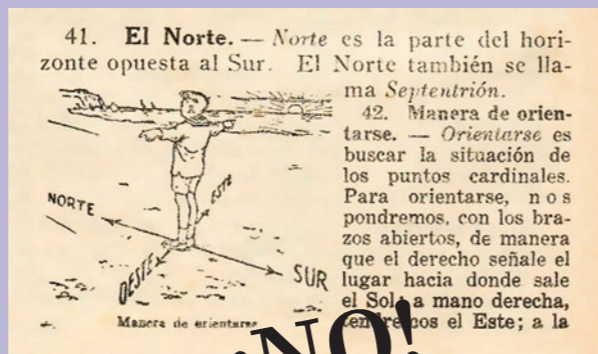 41. El Norte. — Norte es la parte del hori-
zonte opuesta al Sur. El Norte también se lla-
ma Septentrión.
42. Manera de orien-
tarse. — Orientarse es
buscar la situación de
los puntos cardinales.
Para orientarse, nos
pondremos, con los bra-
zos abiertos, de manera
que el derecho señale el
lugar hacia donde sale
el Sol; a mano derecha,
tendremos el Este; a la
NORTE
ESTE
OESTE
SUR
Manera de orientarse
¡NO!